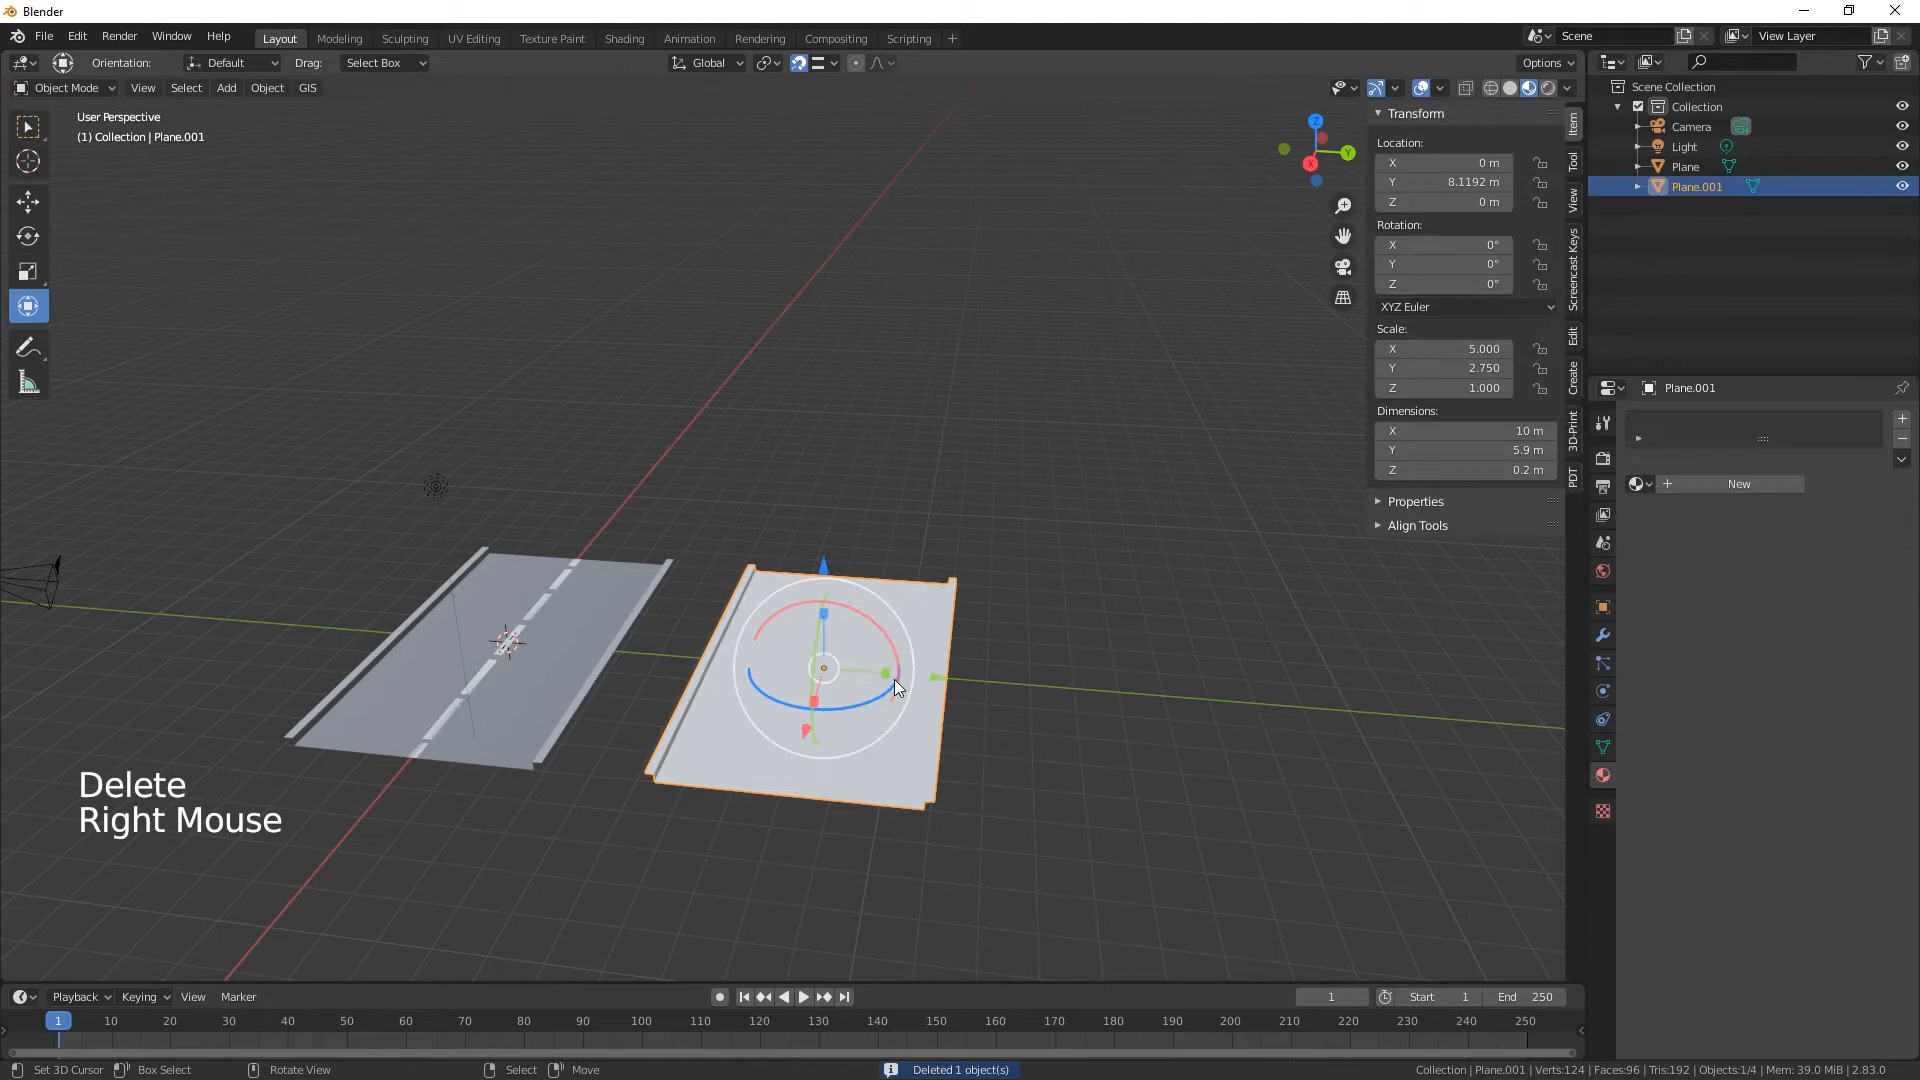 Blender
File Edit Render Window Help
Layout Modeling Sculpting UV Editing Texture Paint Shading Animation Rendering Compositing Scripting +
Scene
View Layer
Orientation: Default Drag: Select Box
Global
Options
Object Mode View Select Add Object GIS
User Perspective
(1) Collection | Plane.001
Z
Y
X
Transform
Location:
X 0 m
Y 8.1192 m
Z 0 m
Rotation:
X 0°
Y 0°
Z 0°
XYZ Euler
Scale:
X 5.000
Y 2.750
Z 1.000
Dimensions:
X 10 m
Y 5.9 m
Z 0.2 m
Properties
Align Tools
Item
Tool
View
Screencast Keys
Edit
Create
3D-Print
PDT
Scene Collection
Collection
Camera
Light
Plane
Plane.001
Plane.001
+ New
Delete
Right Mouse
Playback Keying View Marker
1
Start 1
End 250
1 10 20 30 40 50 60 70 80 90 100 110 120 130 140 150 160 170 180 190 200 210 220 230 240 250
Set 3D Cursor Box Select Rotate View Select Move
Deleted 1 object(s)
Collection | Plane.001 | Verts:124 | Faces:96 | Tris:192 | Objects:1/4 | Mem: 39.0 MiB | 2.83.0